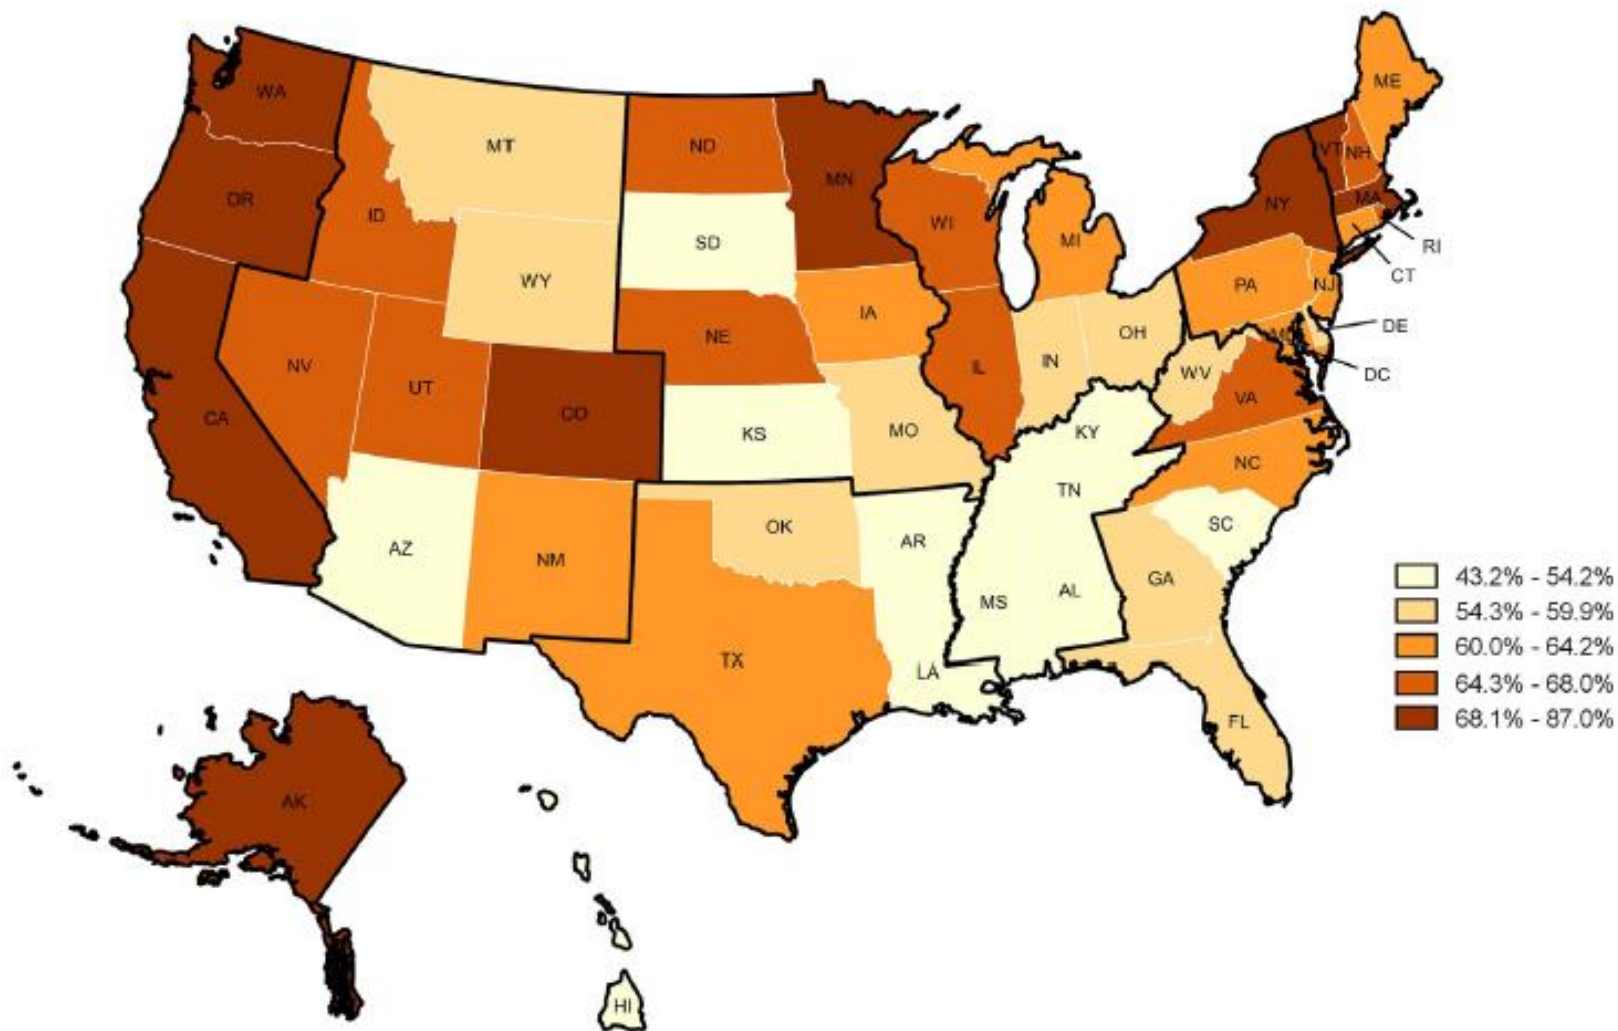 ME
WA
MT
ND
MN
VT
NH
OR
ID
WI
NY
MA
SD
MI
RI
WY
CT
PA
NJ
IA
NE
OH
DE
NV
IN
IL
WV
DC
UT
VA
CO
CA
KS
MO
KY
NC
TN
OK
SC
AZ
AR
NM
GA
AL
MS
TX
LA
FL
AK
HI
43.2% - 54.2%
54.3% - 59.9%
60.0% - 64.2%
64.3% - 68.0%
68.1% - 87.0%